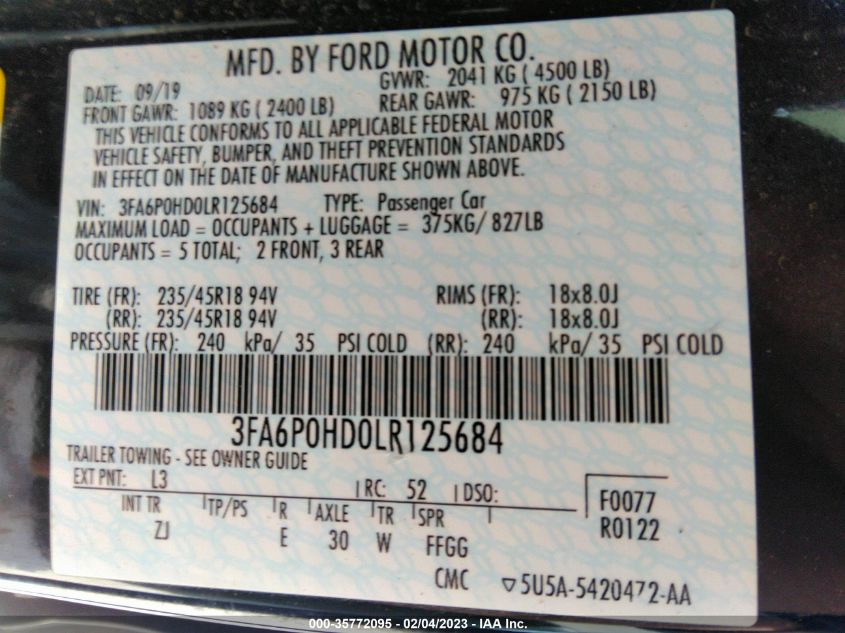 MFD. BY FORD MOTOR CO.
DATE: 09/19 GVWR: 2041 KG ( 4500 LB)
FRONT GAWR: 1089 KG ( 2400 LB) REAR GAWR: 975 KG ( 2150 LB)
THIS VEHICLE CONFORMS TO ALL APPLICABLE FEDERAL MOTOR
VEHICLE SAFETY, BUMPER, AND THEFT PREVENTION STANDARDS
IN EFFECT ON THE DATE OF MANUFACTURE SHOWN ABOVE.
VIN: 3FA6P0HD0LR125684 TYPE: Passenger Car
MAXIMUM LOAD = OCCUPANTS + LUGGAGE = 375KG/ 827LB
OCCUPANTS = 5 TOTAL; 2 FRONT, 3 REAR
TIRE (FR): 235/45R18 94V RIMS (FR): 18x8.0J
(RR): 235/45R18 94V (RR): 18x8.0J
PRESSURE (FR): 240 kPa/ 35 PSI COLD (RR): 240 kPa/ 35 PSI COLD
3FA6P0HD0LR125684
TRAILER TOWING - SEE OWNER GUIDE
EXT PNT: L3 RC: 52 DSO: F0077
INT TR TP/PS R AXLE TR SPR R0122
ZJ E 30 W FFGG
CMC ▽5U5A-5420472-AA
000-35772095 - 02/04/2023 - IAA Inc.